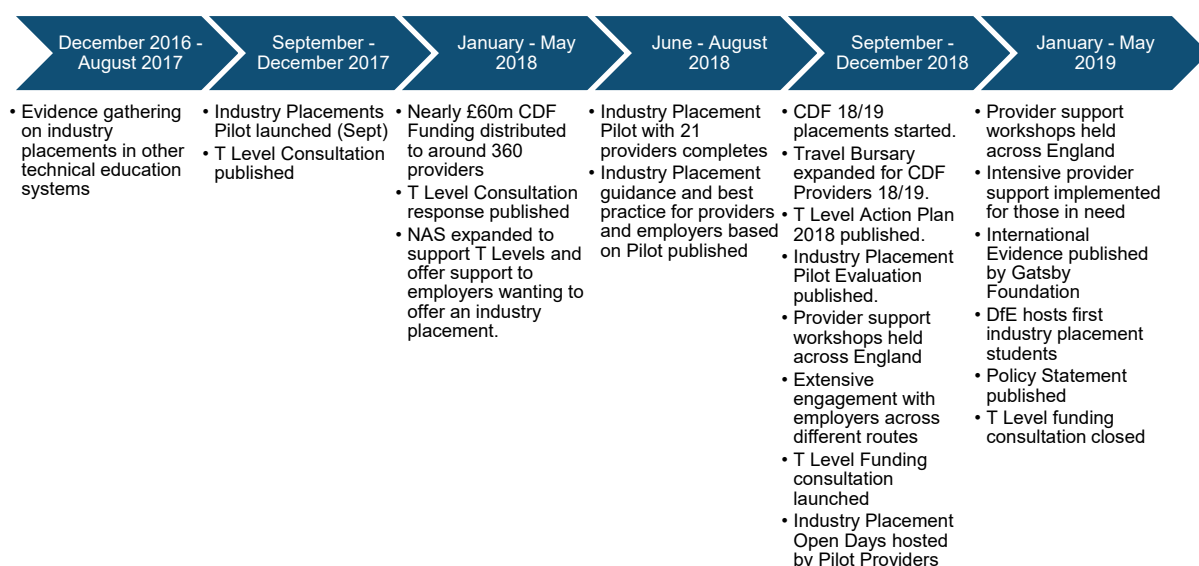 December 2016 -
August 2017
September -
December 2017
January - May
2018
June - August
2018
September -
December 2018
January - May
2019
• Evidence gathering
on industry
placements in other
technical education
systems
• Industry Placements
Pilot launched (Sept)
• T Level Consultation
published
• Nearly £60m CDF
Funding distributed
to around 360
providers
• T Level Consultation
response published
• NAS expanded to
support T Levels and
offer support to
employers wanting to
offer an industry
placement.
• Industry Placement
Pilot with 21
providers completes
• Industry Placement
guidance and best
practice for providers
and employers based
on Pilot published
• CDF 18/19
placements started.
• Travel Bursary
expanded for CDF
Providers 18/19.
• T Level Action Plan
2018 published.
• Industry Placement
Pilot Evaluation
published.
• Provider support
workshops held
across England
• Extensive
engagement with
employers across
different routes
• T Level Funding
consultation
launched
• Industry Placement
Open Days hosted
by Pilot Providers
• Provider support
workshops held
across England
• Intensive provider
support implemented
for those in need
• International
Evidence published
by Gatsby
Foundation
• DfE hosts first
industry placement
students
• Policy Statement
published
• T Level funding
consultation closed